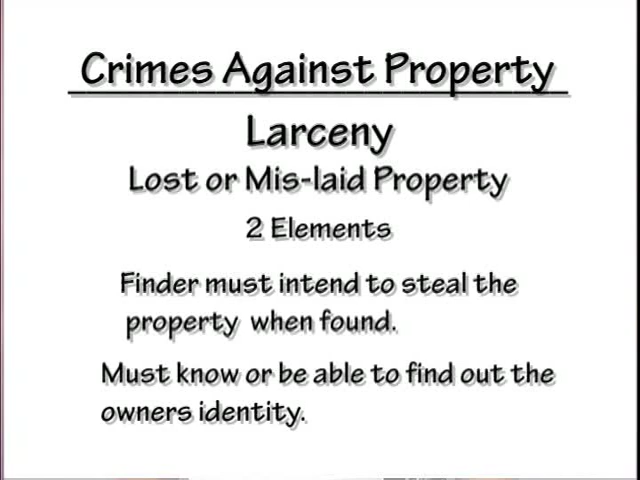 Crimes Against Property
Larceny
Lost or Mis-laid Property
2 Elements
Finder must intend to steal the
property when found.
Must know or be able to find out the
owners identity.